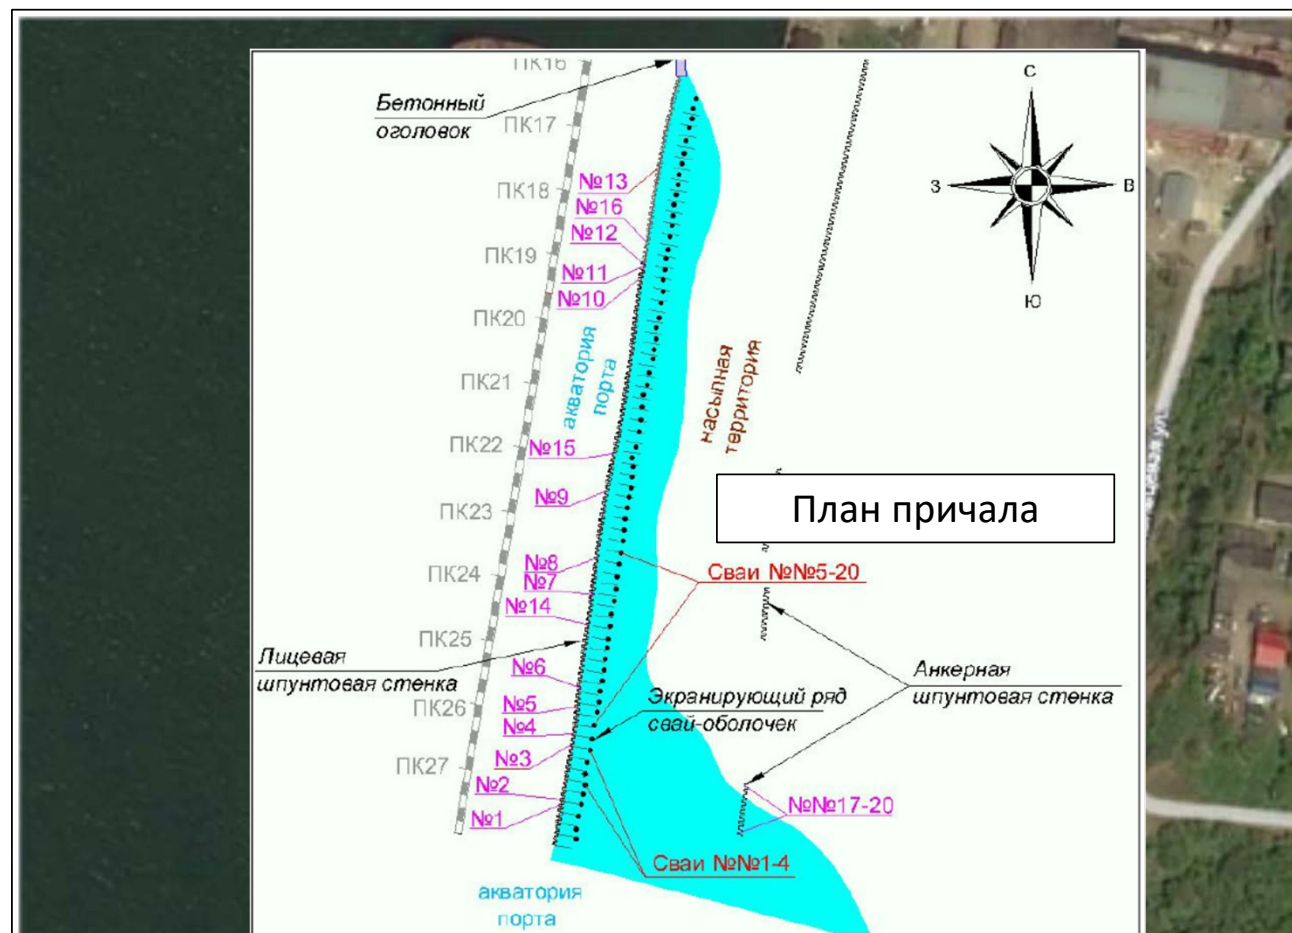 ПК16
Бетонный
оголовок
ПК17
№13
ПК18
№16
№12
ПК19
№11
№10
ПК20
акватория
порта
ПК21
насыпная
территория
С
З
В
Ю
ПК22
№15
№9
ПК23
План причала
№8
ПК24
№7
Сваи №№5-20
№14
ПК25
Лицевая
шпунтовая стенка
№6
Анкерная
шпунтовая стенка
№5
ПК26
№4
Экранирующий ряд
свай-оболочек
№3
ПК27
№2
№1
№№17-20
Сваи №№1-4
акватория
порта